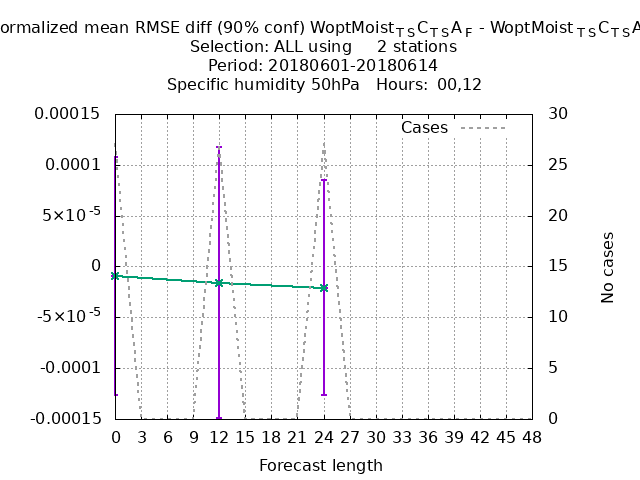 ormalized mean RMSE diff (90% conf) WoptMoist_TSC_TSA_F - WoptMoist_TSC_TSA
Selection: ALL using 2 stations
Period: 20180601-20180614
Specific humidity 50hPa Hours: 00,12
0.00015
0.0001
5×10^-5
0
-5×10^-5
-0.0001
-0.00015
Cases
30
25
20
15
10
5
0
No cases
0 3 6 9 12 15 18 21 24 27 30 33 36 39 42 45 48
Forecast length